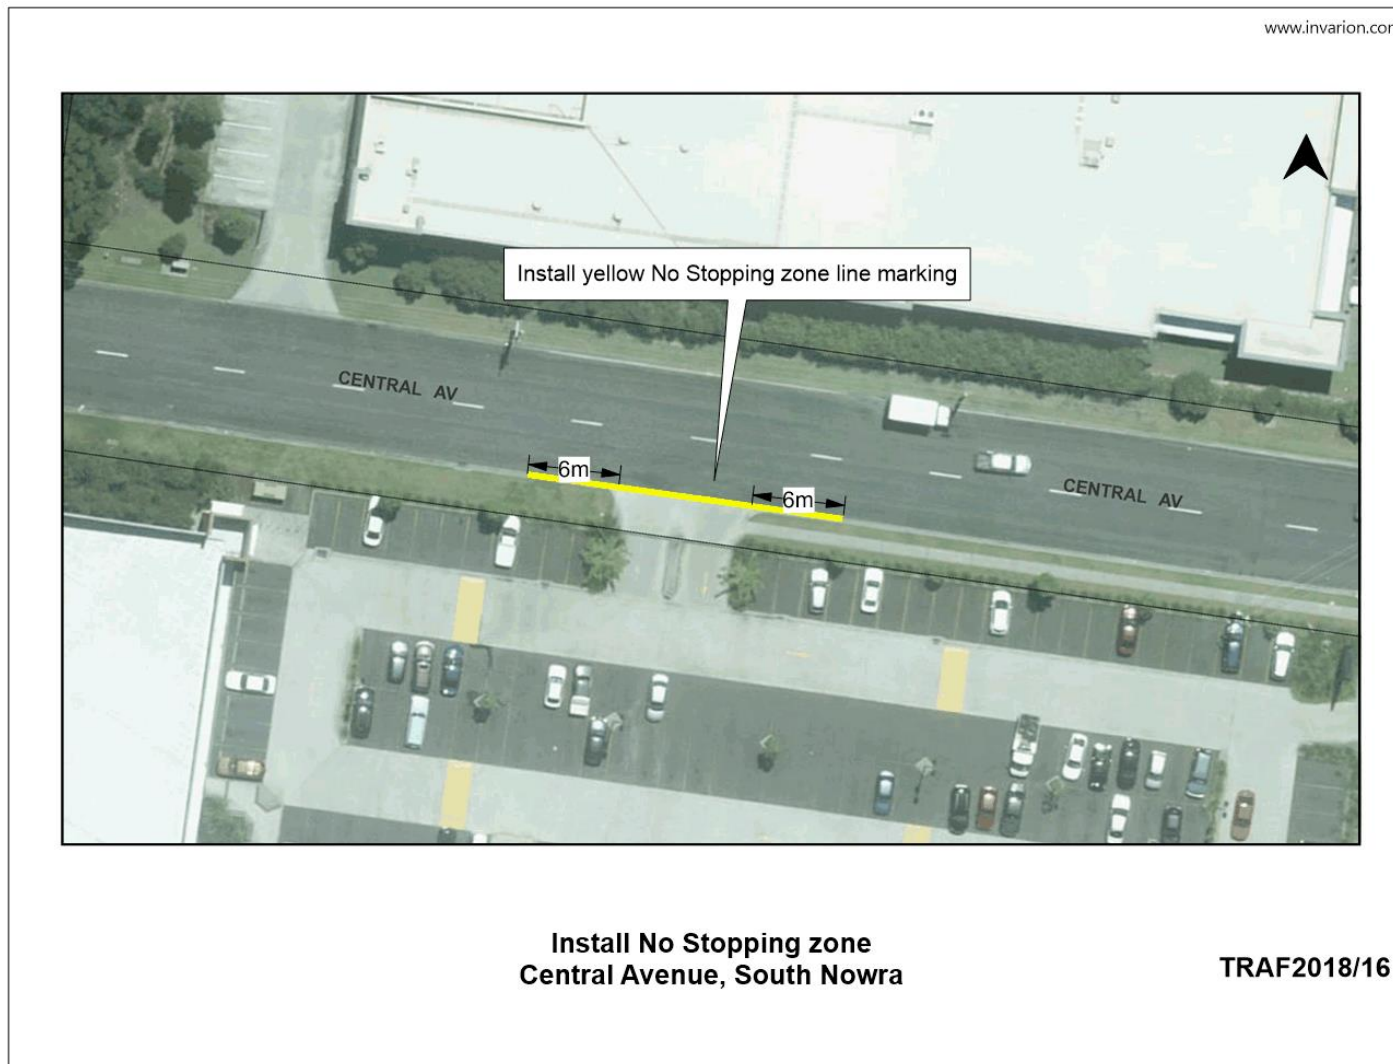 www.invarion.com
Install yellow No Stopping zone line marking
CENTRAL AV
6m
6m
CENTRAL AV
Install No Stopping zone
Central Avenue, South Nowra
TRAF2018/16